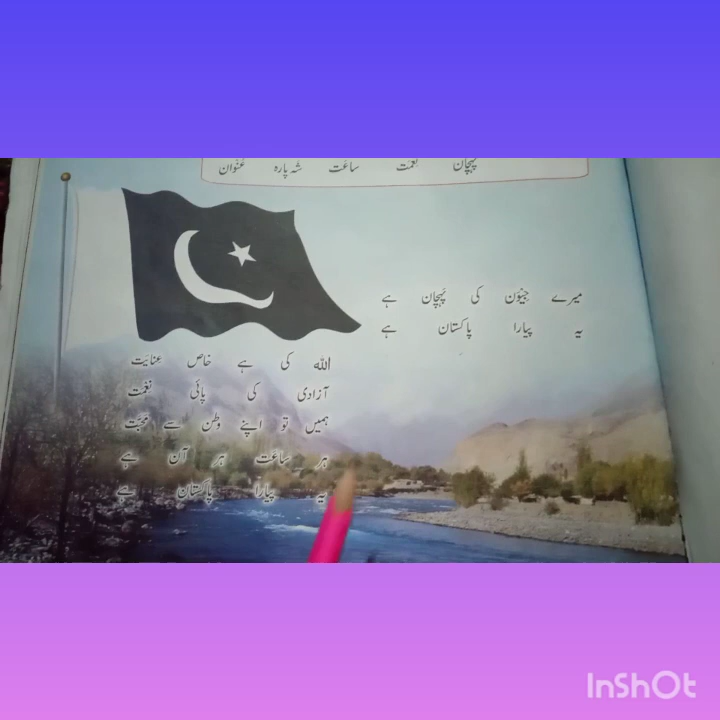 پہچان نعمت ساعت شہ پارہ عنوان
میرے جیون کی پہچان ہے
یہ پیارا پاکستان ہے
اللہ کی ہے خاص عنایت
آزادی کی پائی نعمت
ہمیں تو اپنے وطن سے محبت
ہر ساعت ہر آن ہے
یہ پیارا پاکستان ہے
InShOt